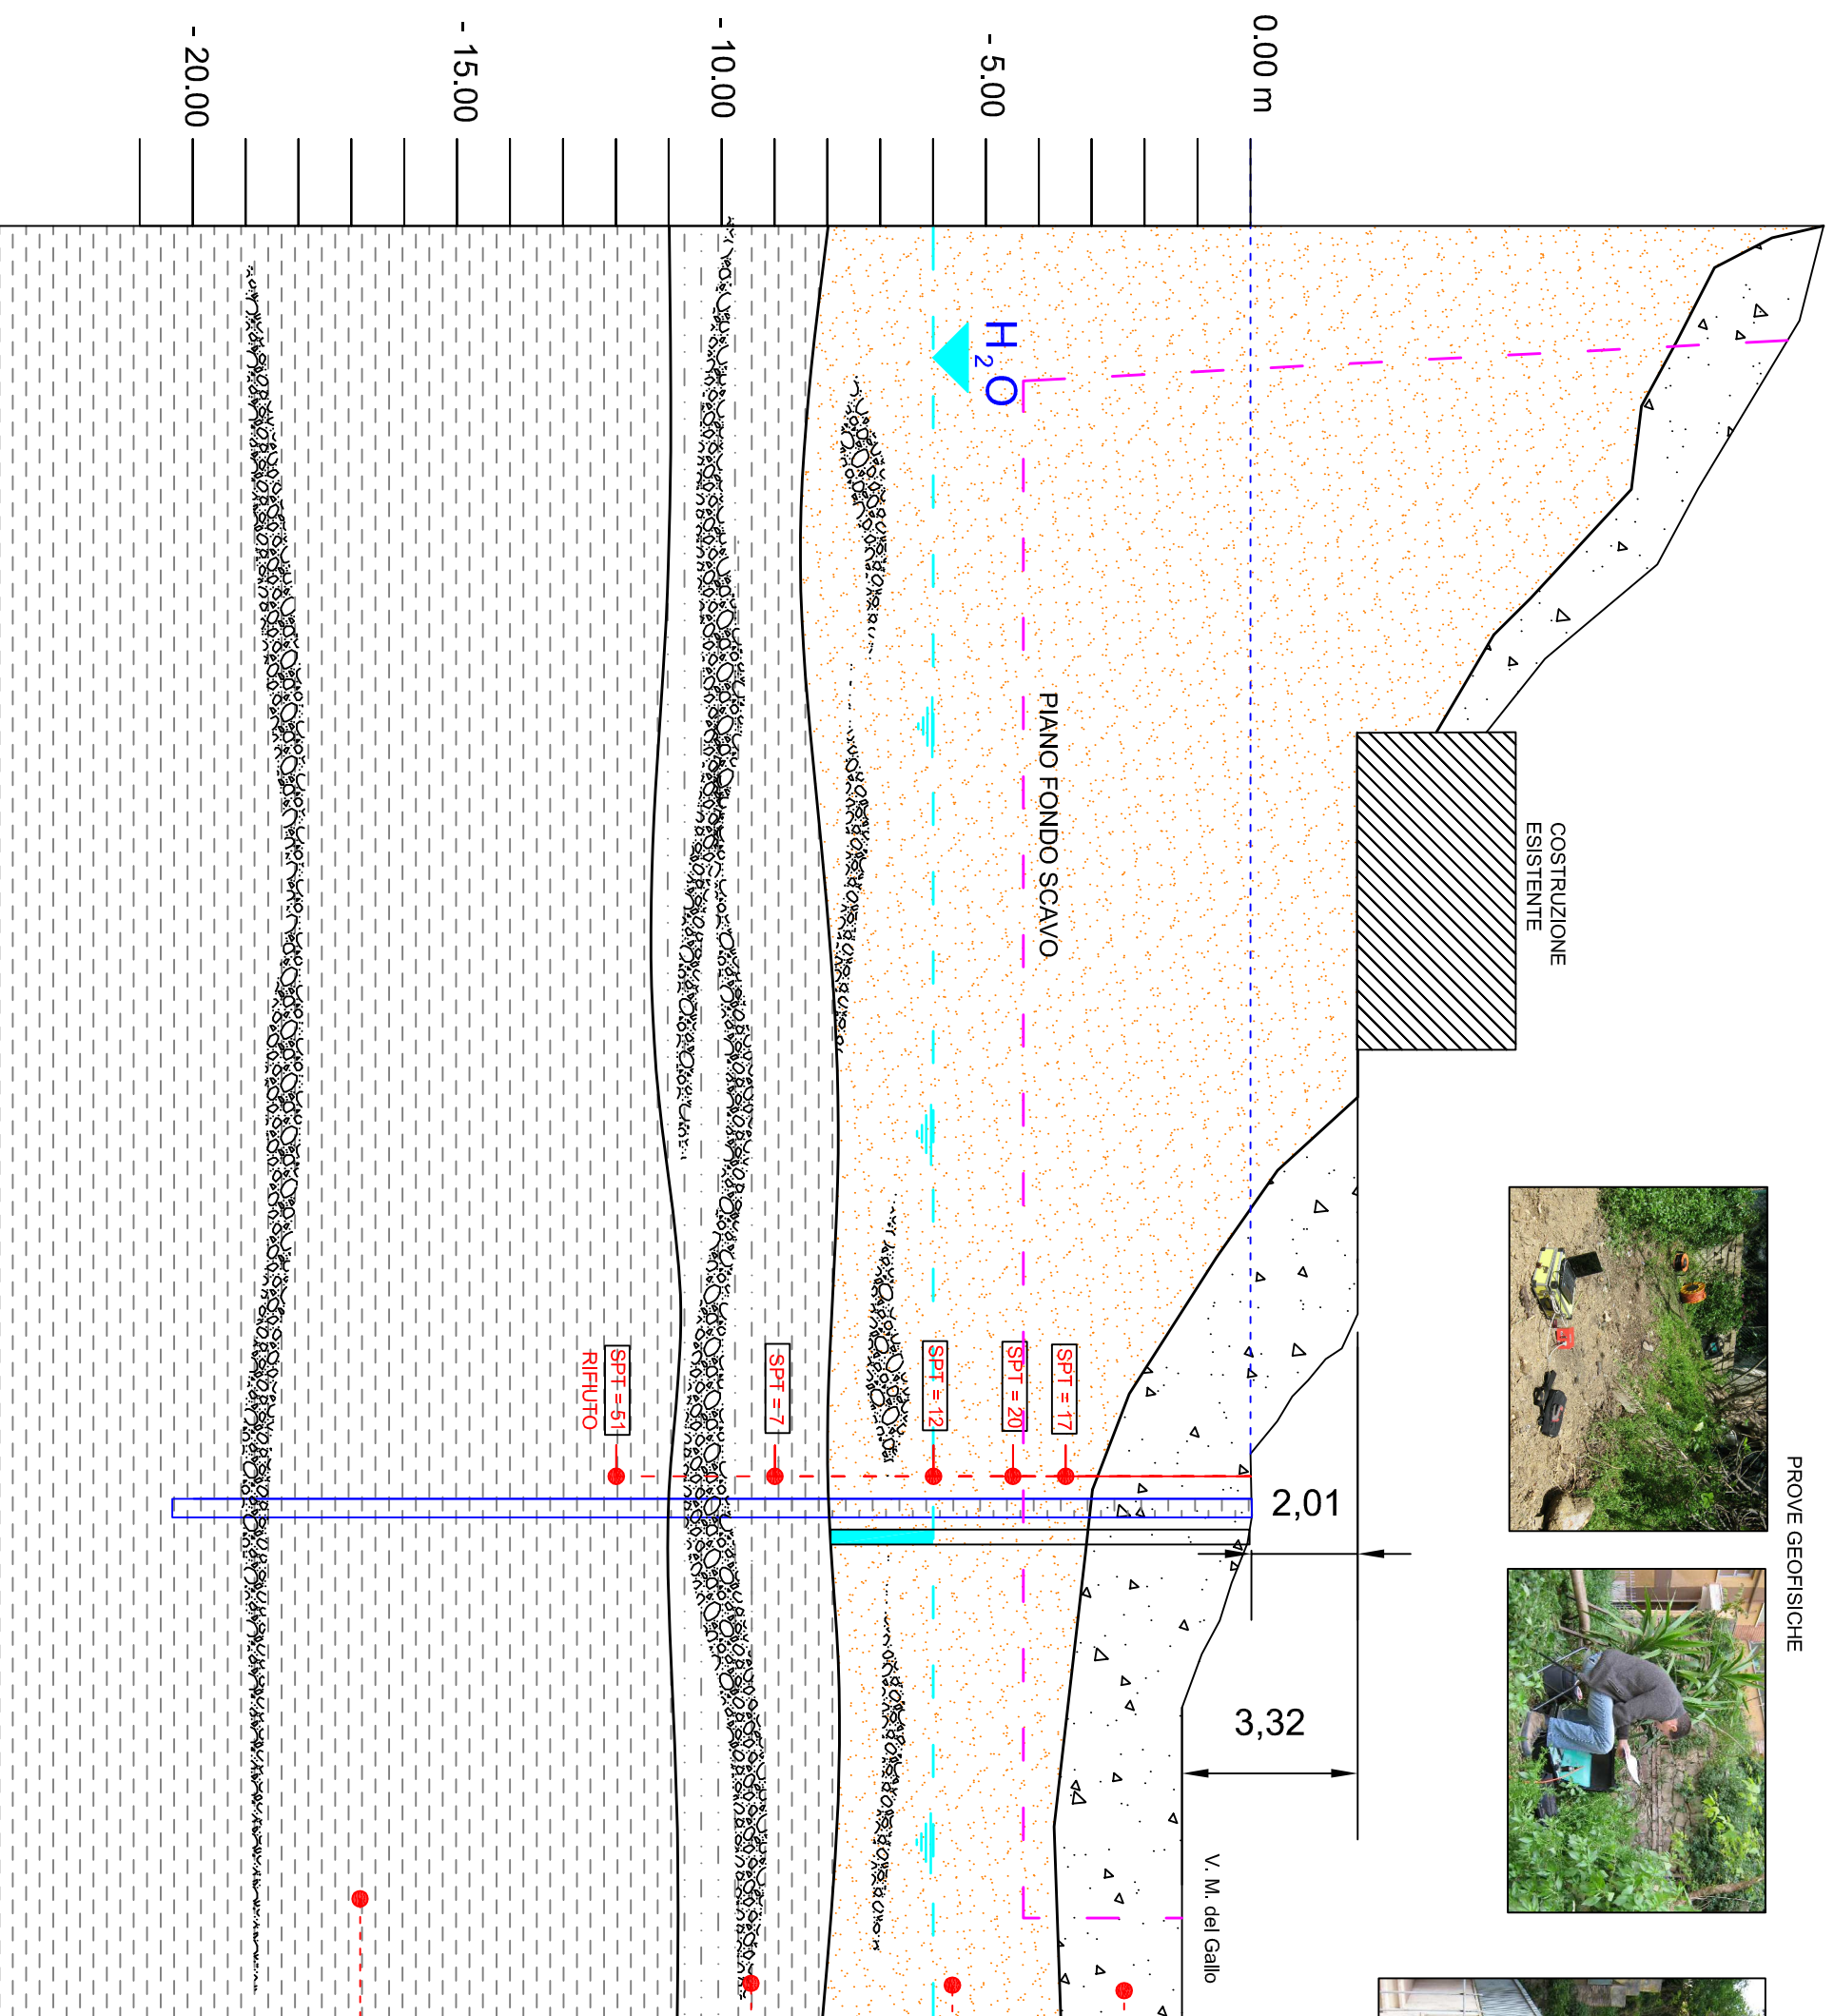 0.00 m
- 5.00
- 10.00
- 15.00
- 20.00
PROVE GEOFISICHE
COSTRUZIONE
ESISTENTE
H2O
PIANO FONDO SCAVO
2,01
3,32
V. M. del Gallo
SPT = 17
SPT = 20
SPT = 12
SPT = 7
SPT = 51
RIFIUTO